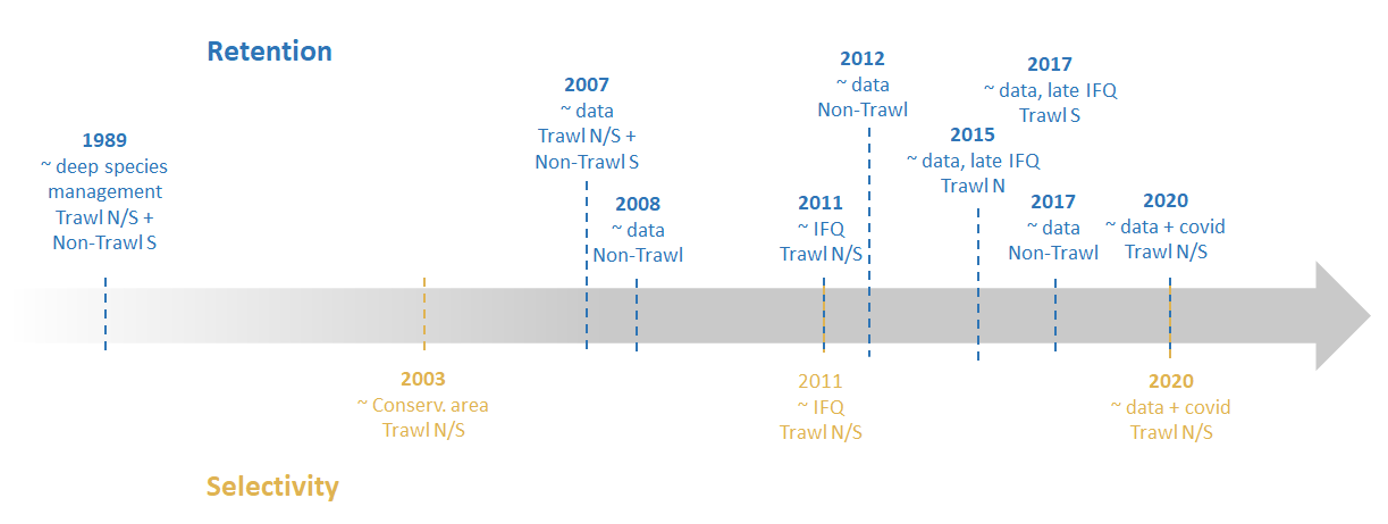 Retention
1989
~ deep species
management
Trawl N/S +
Non-Trawl S
2007
~ data
Trawl N/S +
Non-Trawl S
2008
~ data
Non-Trawl
2011
~ IFQ
Trawl N/S
2012
~ data
Non-Trawl
2015
~ data, late IFQ
Trawl N
2017
~ data, late IFQ
Trawl S
2017
~ data
Non-Trawl
2020
~ data + covid
Trawl N/S
2003
~ Conserv. area
Trawl N/S
2011
~ IFQ
Trawl N/S
2020
~ data + covid
Trawl N/S
Selectivity